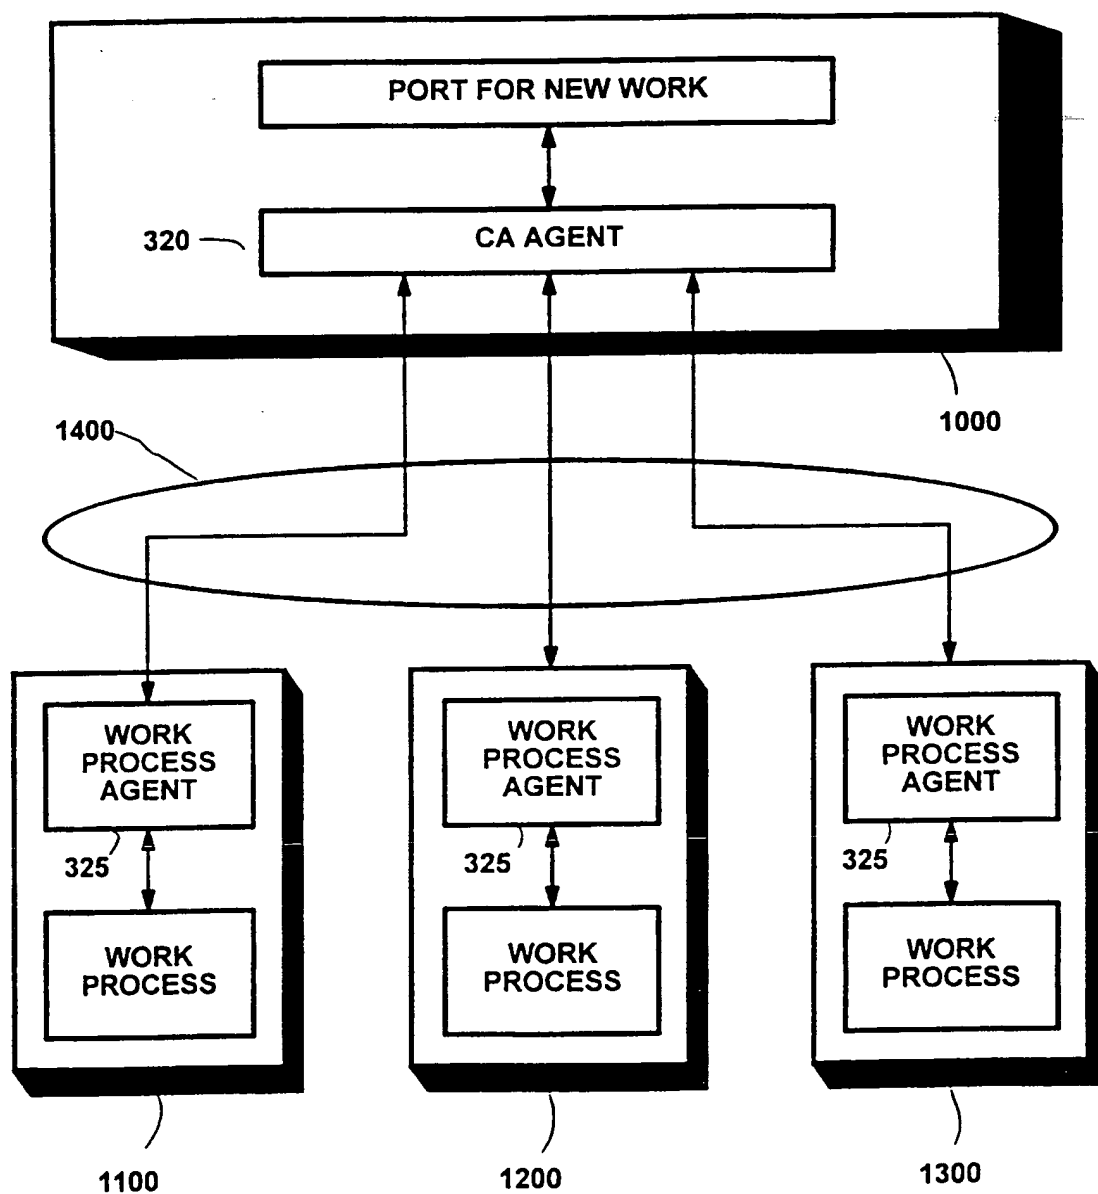 PORT FOR NEW WORK
320
CA AGENT
1000
1400
WORK
PROCESS
AGENT
325
WORK
PROCESS
1100
WORK
PROCESS
AGENT
325
WORK
PROCESS
1200
WORK
PROCESS
AGENT
325
WORK
PROCESS
1300